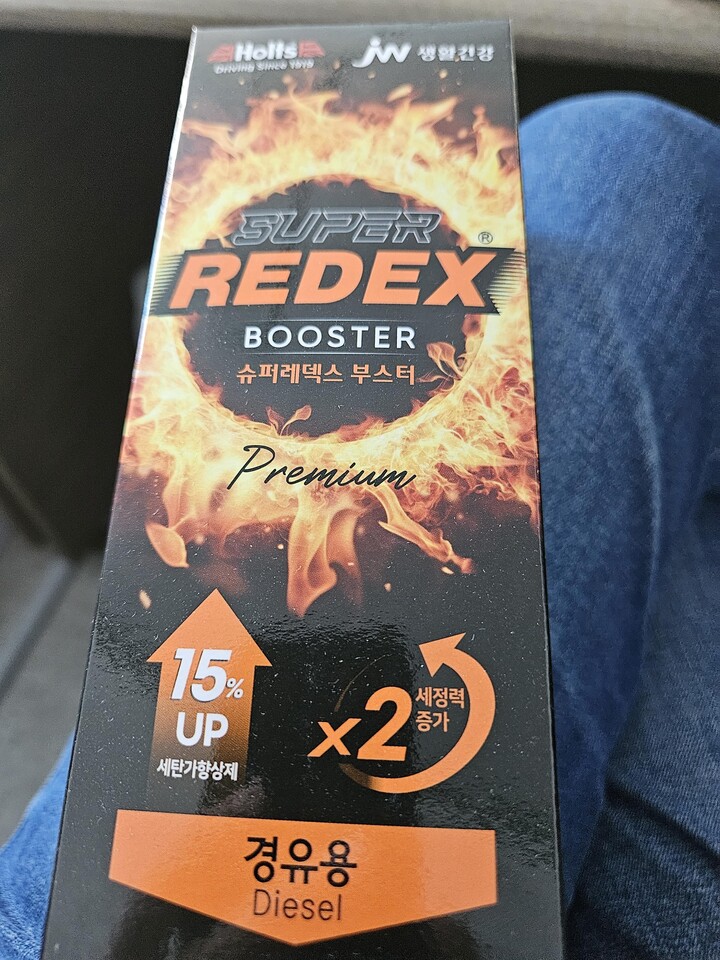 Holts
Driving Since 1919
JW 생활건강
SUPER
REDEX®
BOOSTER
슈퍼레덱스 부스터
Premium
15%
UP
세탄가향상제
x2 세정력
증가
경유용
Diesel